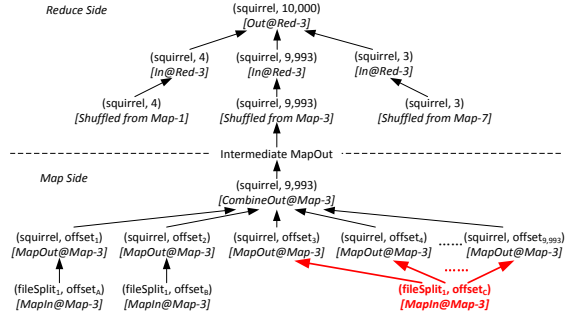 Reduce Side
(squirrel, 10,000)
[Out@Red-3]
(squirrel, 4)
[In@Red-3]
(squirrel, 9,993)
[In@Red-3]
(squirrel, 3)
[In@Red-3]
(squirrel, 4)
[Shuffled from Map-1]
(squirrel, 9,993)
[Shuffled from Map-3]
(squirrel, 3)
[Shuffled from Map-7]
Intermediate MapOut
Map Side
(squirrel, 9,993)
[CombineOut@Map-3]
(squirrel, offset₁)
[MapOut@Map-3]
(squirrel, offset₂)
[MapOut@Map-3]
(squirrel, offset₃)
[MapOut@Map-3]
(squirrel, offset₄)
[MapOut@Map-3]
......
(squirrel, offset₉,₉₉₃)
[MapOut@Map-3]
......
(fileSplit₁, offsetA)
[MapIn@Map-3]
(fileSplit₁, offsetB)
[MapIn@Map-3]
(fileSplit₁, offsetC)
[MapIn@Map-3]